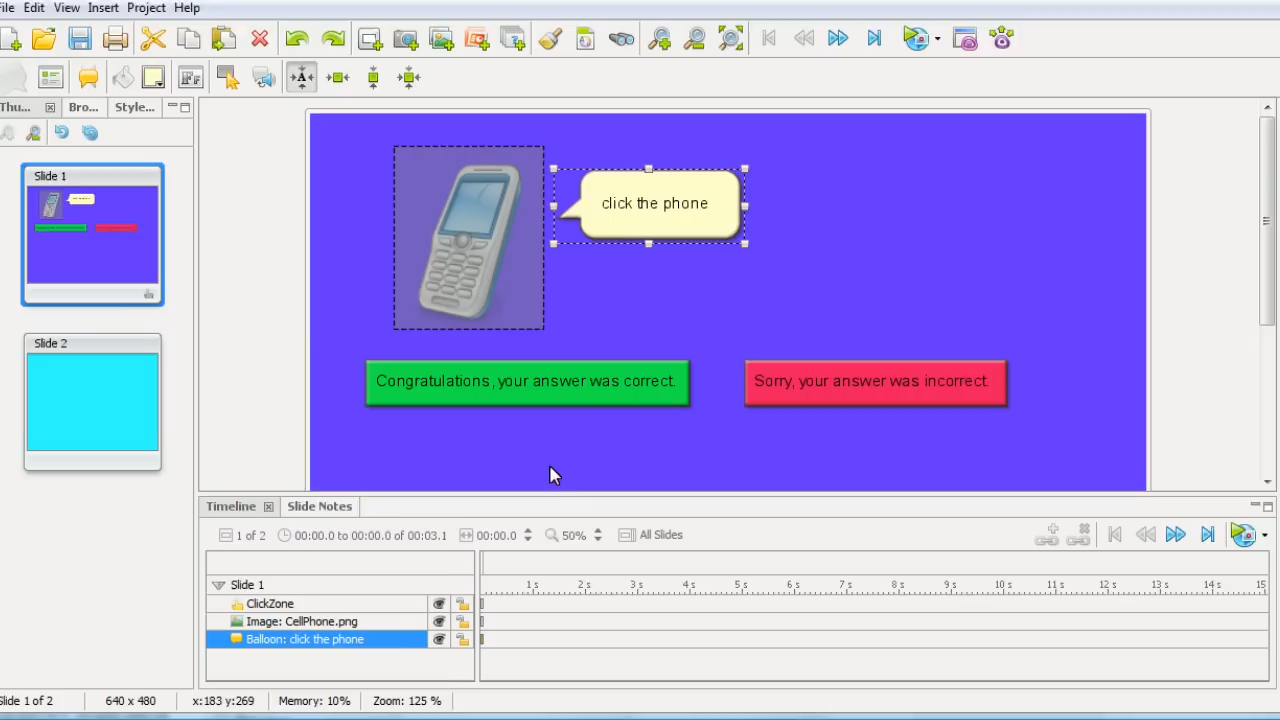 File Edit View Insert Project Help
Thu... Bro... Style...
Slide 1
Slide 2
click the phone
Congratulations, your answer was correct.
Sorry, your answer was incorrect.
Timeline Slide Notes
1 of 2 00:00.0 to 00:00.0 of 00:03.1 00:00.0 50% All Slides
1 s 2 s 3 s 4 s 5 s 6 s 7 s 8 s 9 s 10 s 11 s 12 s 13 s 14 s 15
Slide 1
ClickZone
Image: CellPhone.png
Balloon: click the phone
Slide 1 of 2 640 x 480 x:183 y:269 Memory: 10% Zoom: 125 %